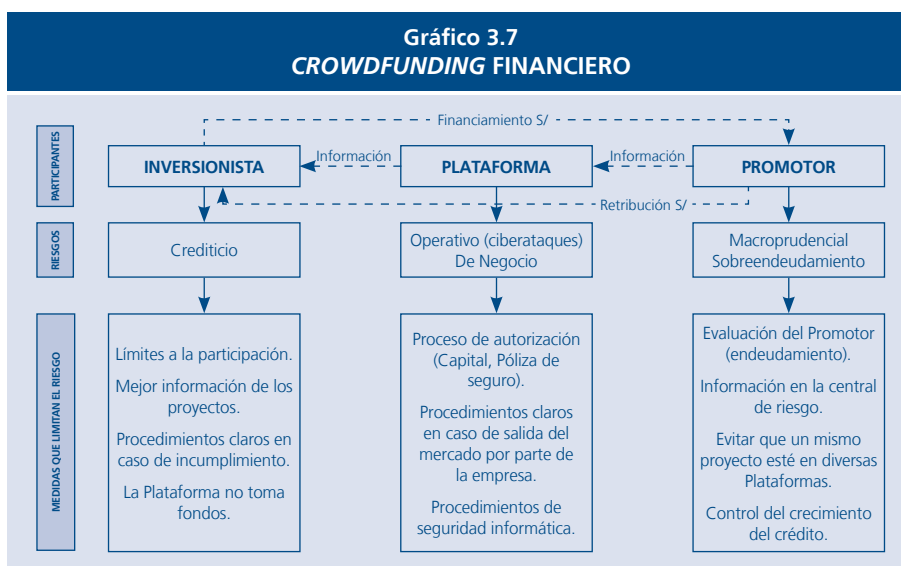 Gráfico 3.7
CROWDFUNDING FINANCIERO
PARTICIPANTES
Financiamiento S/
INVERSIONISTA
Información
PLATAFORMA
Información
PROMOTOR
Retribución S/
RIESGOS
Crediticio
Operativo (ciberataques)
De Negocio
Macroprudencial
Sobreendeudamiento
MEDIDAS QUE LIMITAN EL RIESGO
Límites a la participación.
Mejor información de los
proyectos.
Procedimientos claros en
caso de incumplimiento.
La Plataforma no toma
fondos.
Proceso de autorización
(Capital, Póliza de
seguro).
Procedimientos claros
en caso de salida del
mercado por parte de
la empresa.
Procedimientos de
seguridad informática.
Evaluación del Promotor
(endeudamiento).
Información en la central
de riesgo.
Evitar que un mismo
proyecto esté en diversas
Plataformas.
Control del crecimiento
del crédito.